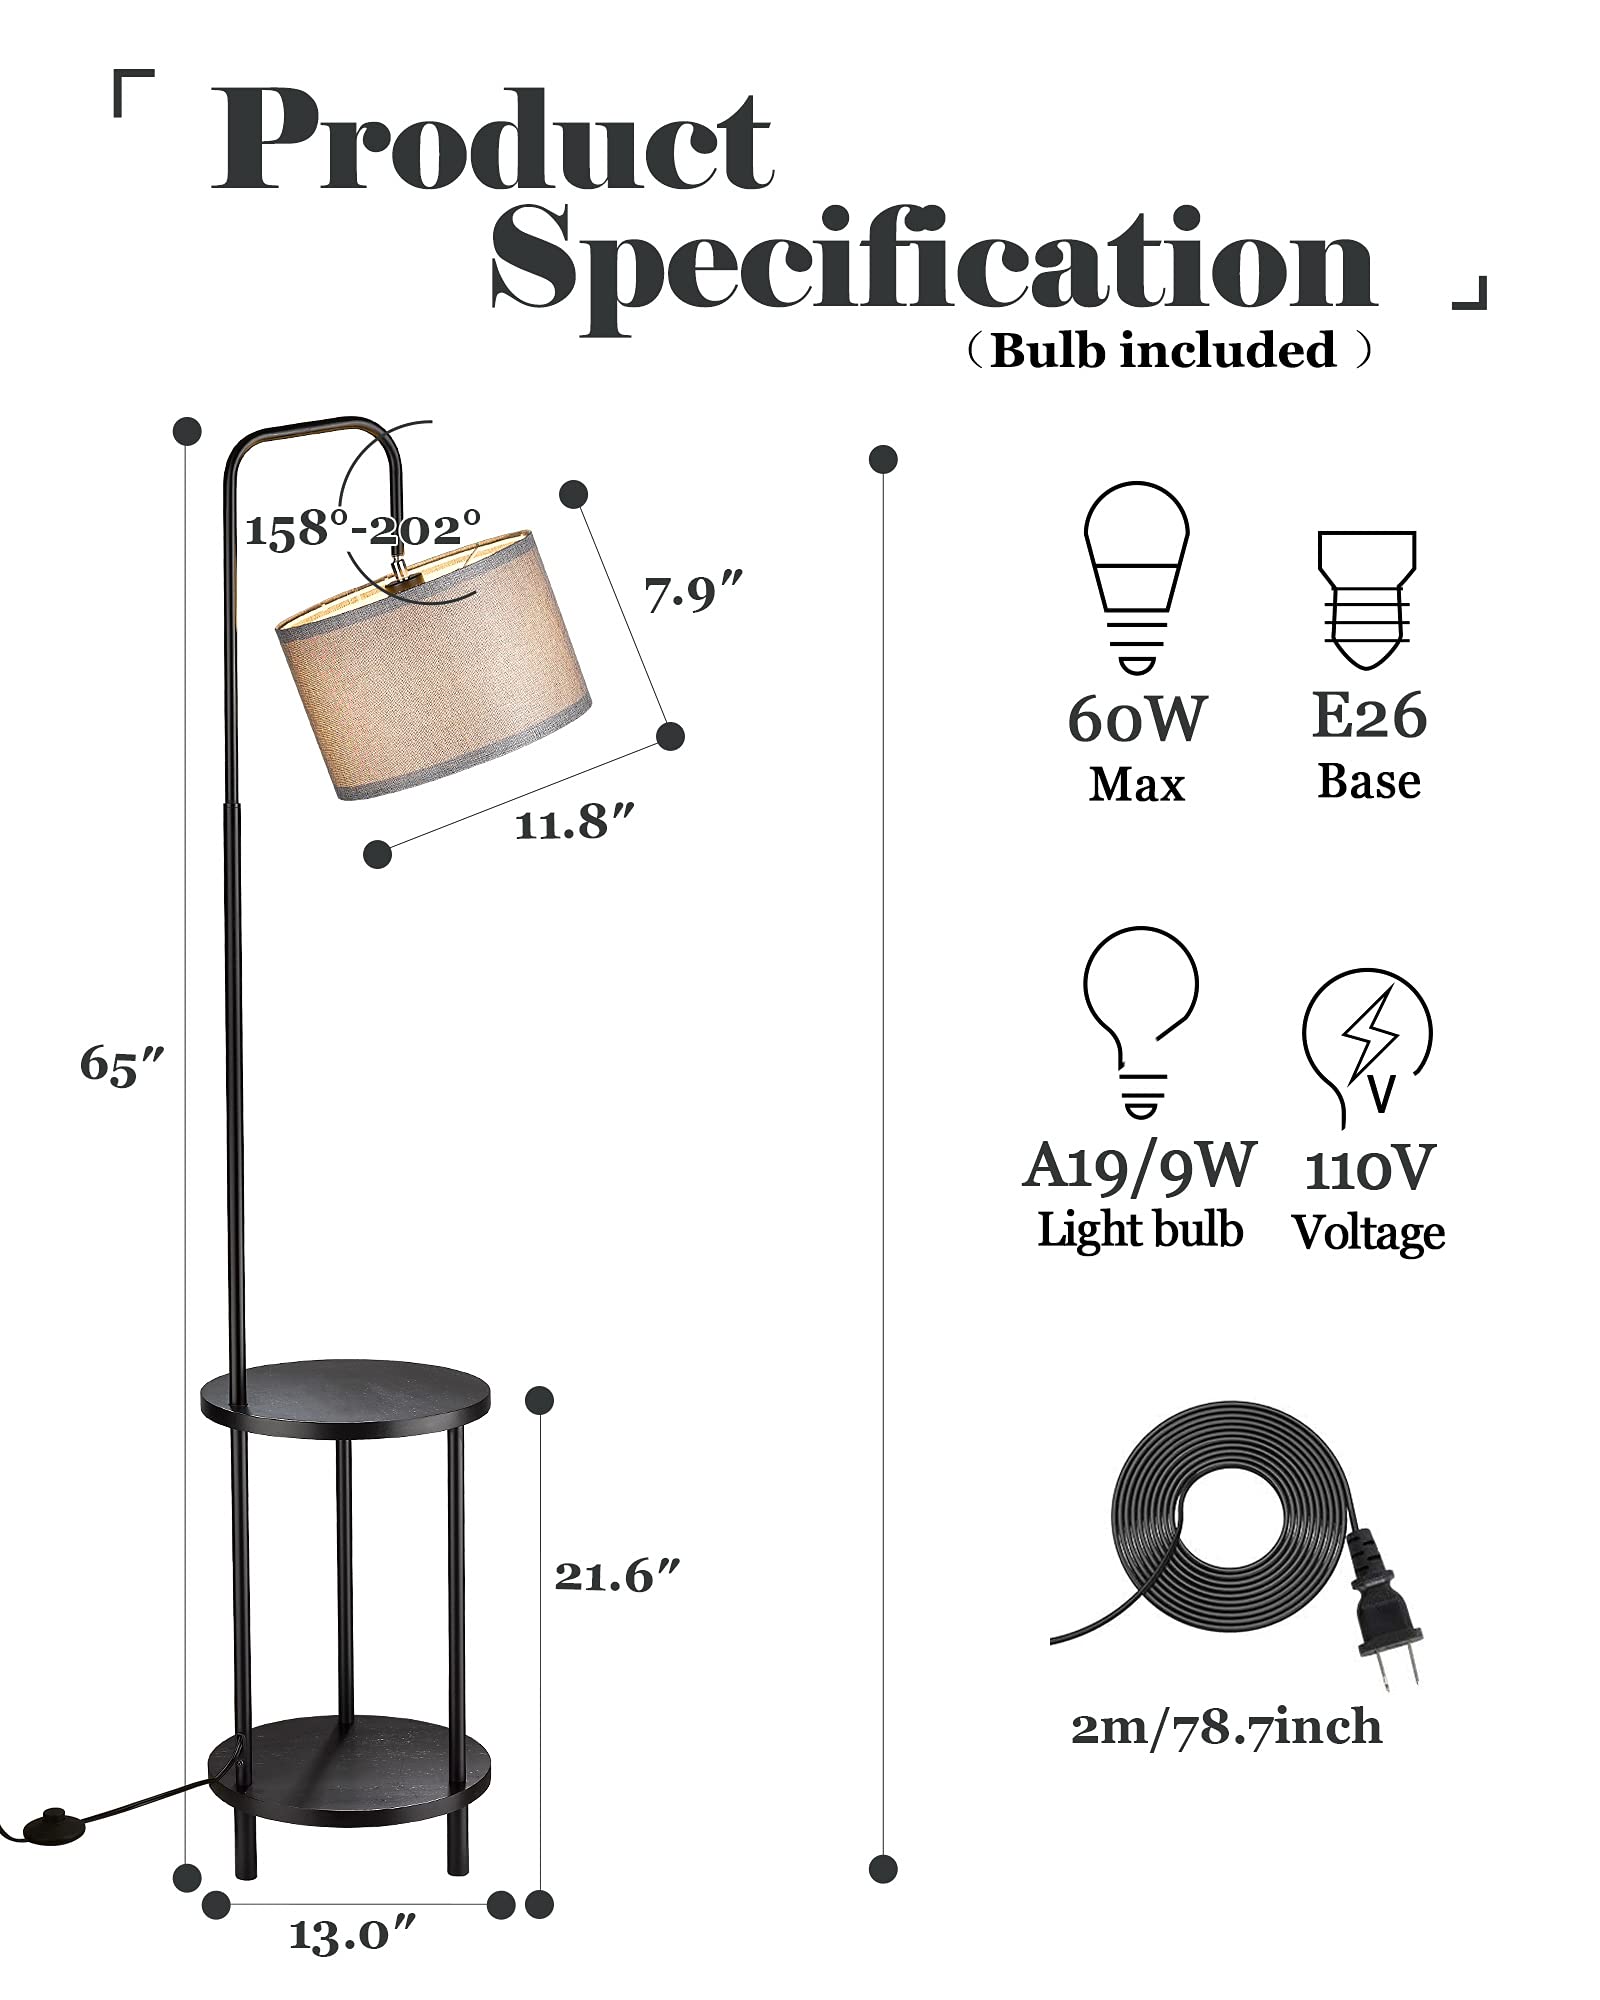 Product
Specification
（Bulb included）
158°-202°
7.9"
11.8"
65"
21.6"
13.0"
60W
Max
E26
Base
A19/9W
Light bulb
V
110V
Voltage
2m/78.7inch